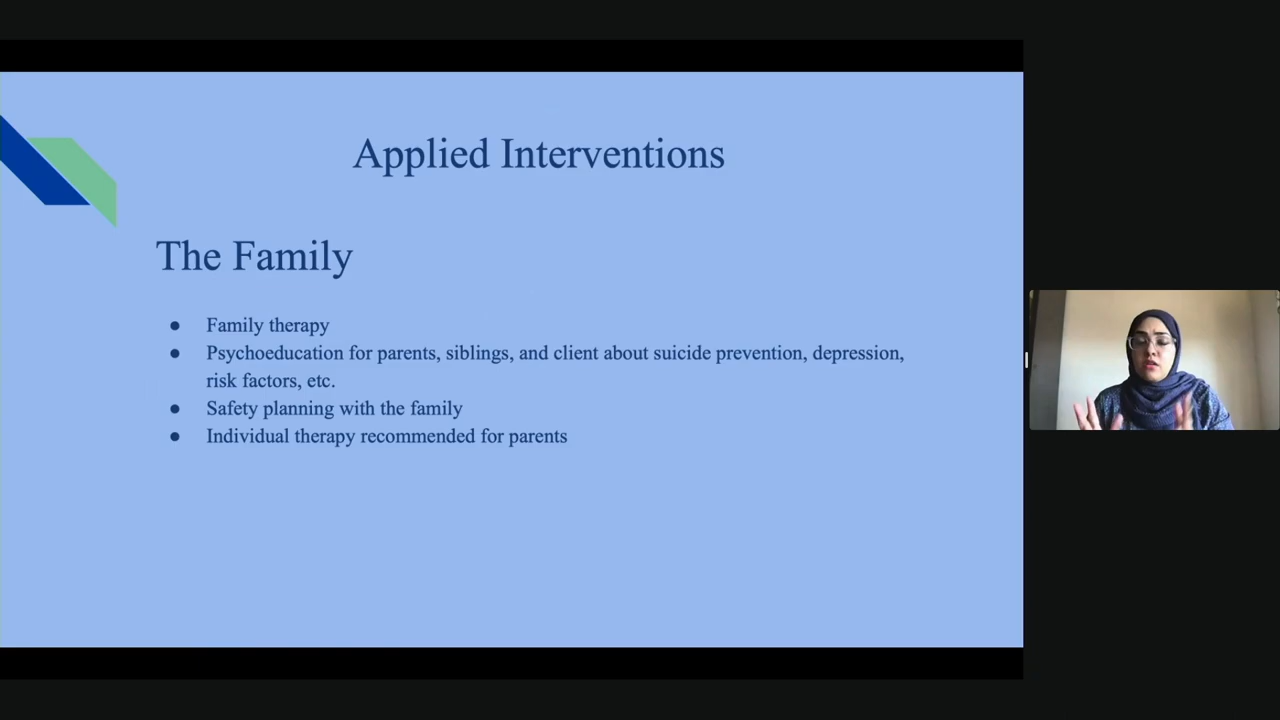 Applied Interventions
The Family
● Family therapy
● Psychoeducation for parents, siblings, and client about suicide prevention, depression,
risk factors, etc.
● Safety planning with the family
● Individual therapy recommended for parents